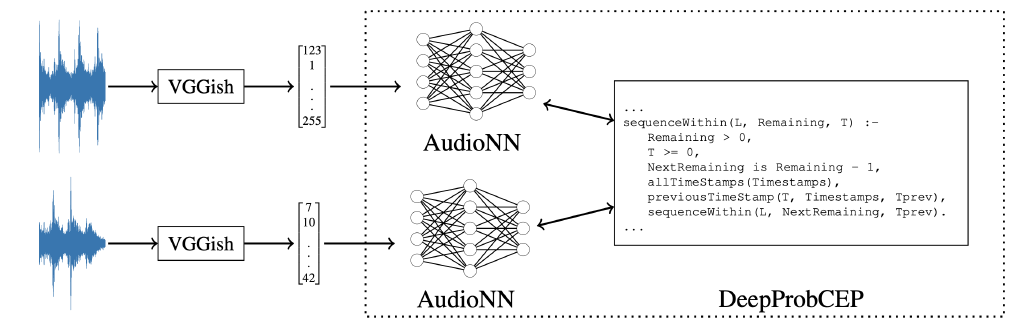 VGGish
123
1
.
.
.
255
AudioNN
VGGish
7
10
.
.
.
42
AudioNN
...
sequenceWithin(L, Remaining, T) :-
Remaining > 0,
T >= 0,
NextRemaining is Remaining - 1,
allTimeStamps(Timestamps),
previousTimeStamp(T, Timestamps, Tprev),
sequenceWithin(L, NextRemaining, Tprev).
...
DeepProbCEP